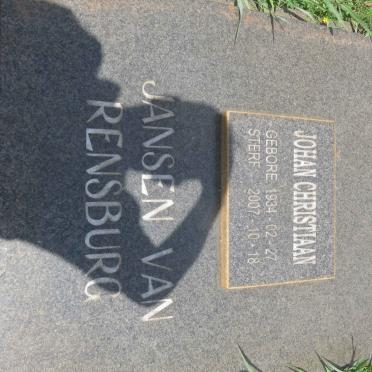 JOHAN CHRISTIAAN
GEBORE 1934 · 02 · 27
STERF 2007 · 10 · 18
JANSEN VAN
RENSBURG